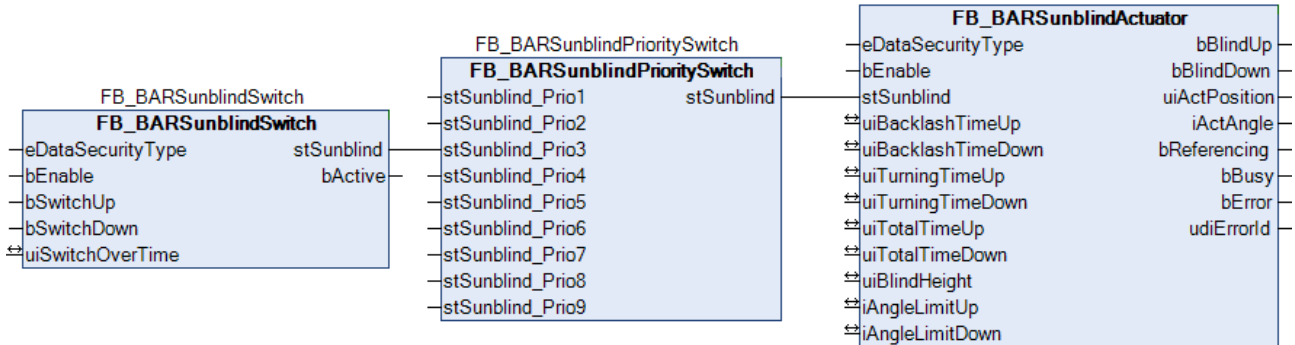 FB_BARSunblindSwitch
FB_BARSunblindSwitch
eDataSecurityType stSunblind
bEnable bActive
bSwitchUp
bSwitchDown
uiSwitchOverTime
FB_BARSunblindPrioritySwitch
FB_BARSunblindPrioritySwitch
stSunblind_Prio1 stSunblind
stSunblind_Prio2
stSunblind_Prio3
stSunblind_Prio4
stSunblind_Prio5
stSunblind_Prio6
stSunblind_Prio7
stSunblind_Prio8
stSunblind_Prio9
FB_BARSunblindActuator
eDataSecurityType bBlindUp
bEnable bBlindDown
stSunblind uiActPosition
uiBacklashTimeUp iActAngle
uiBacklashTimeDown bReferencing
uiTurningTimeUp bBusy
uiTurningTimeDown bError
uiTotalTimeUp udiErrorId
uiTotalTimeDown
uiBlindHeight
iAngleLimitUp
iAngleLimitDown